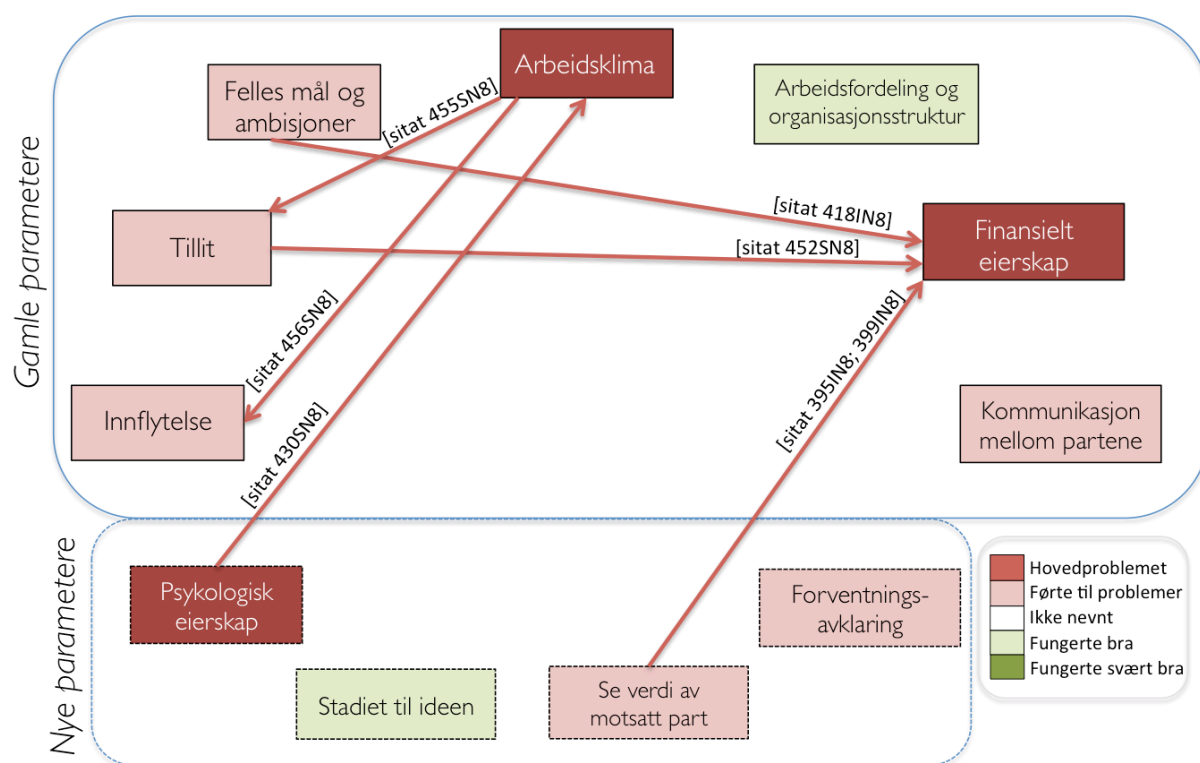 Gamle parametere
Arbeidsklima
Felles mål og
ambisjoner
Arbeidsfordeling og
organisasjonsstruktur
[sitat 455SN8]
Tillit
[sitat 418IN8]
[sitat 452SN8]
Finansielt
eierskap
[sitat 456SN8]
[sitat 395IN8; 399IN8]
Innflytelse
[sitat 430SN8]
Kommunikasjon
mellom partene
Nye parametere
Psykologisk
eierskap
Forventnings-
avklaring
Stadiet til ideen
Se verdi av
motsatt part
Hovedproblemet
Førte til problemer
Ikke nevnt
Fungerte bra
Fungerte svært bra